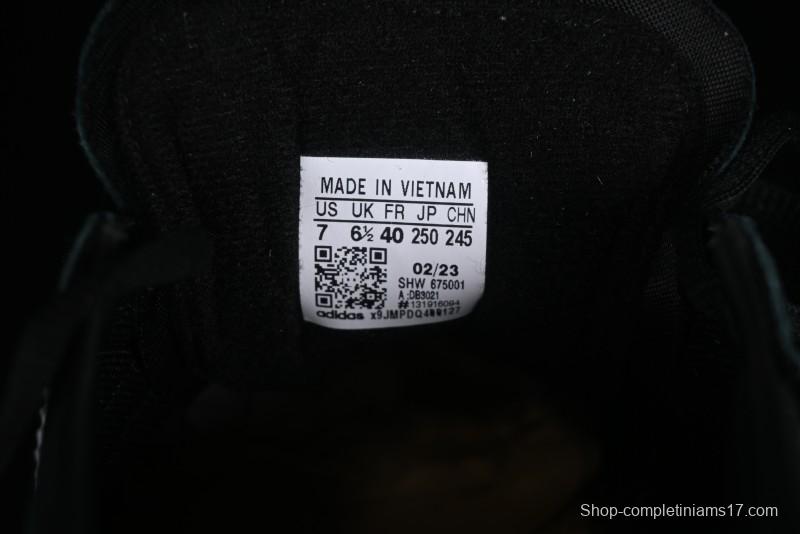 MADE IN VIETNAM
US UK FR JP CHN
7 6½ 40 250 245
02/23
SHW 675001
A :DB3021
#131916094
adidas
Shop-completiniams17.com